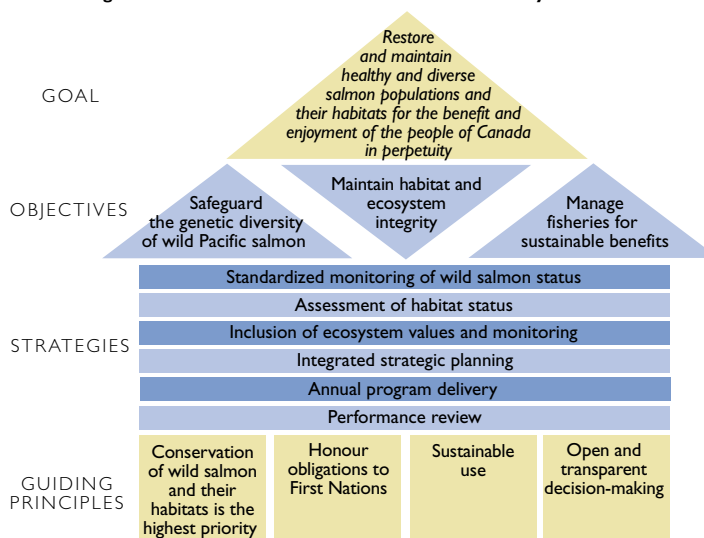 GOAL
Restore
and maintain
healthy and diverse
salmon populations and
their habitats for the benefit and
enjoyment of the people of Canada
in perpetuity
OBJECTIVES
Safeguard
the genetic diversity
of wild Pacific salmon
Maintain habitat and
ecosystem
integrity
Manage
fisheries for
sustainable benefits
STRATEGIES
Standardized monitoring of wild salmon status
Assessment of habitat status
Inclusion of ecosystem values and monitoring
Integrated strategic planning
Annual program delivery
Performance review
GUIDING
PRINCIPLES
Conservation
of wild salmon
and their
habitats is the
highest priority
Honour
obligations to
First Nations
Sustainable
use
Open and
transparent
decision-making